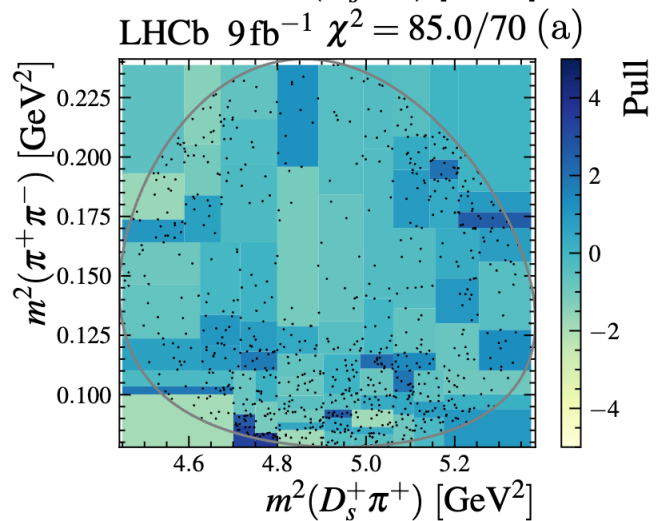 LHCb 9 fb⁻¹ χ² = 85.0/70 (a)
m²(π⁺π⁻) [GeV²]
0.225
0.200
0.175
0.150
0.125
0.100
4.6 4.8 5.0 5.2
m²(D_s⁺π⁺) [GeV²]
Pull
4
2
0
−2
−4